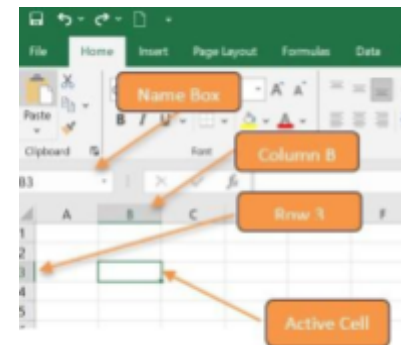 File Home Insert Page Layout Formulas Data
Name Box
Paste
B I U
Clipboard Font
Column B
B3 fx
A B C F
Row 3
1
2
3
4
5
Active Cell